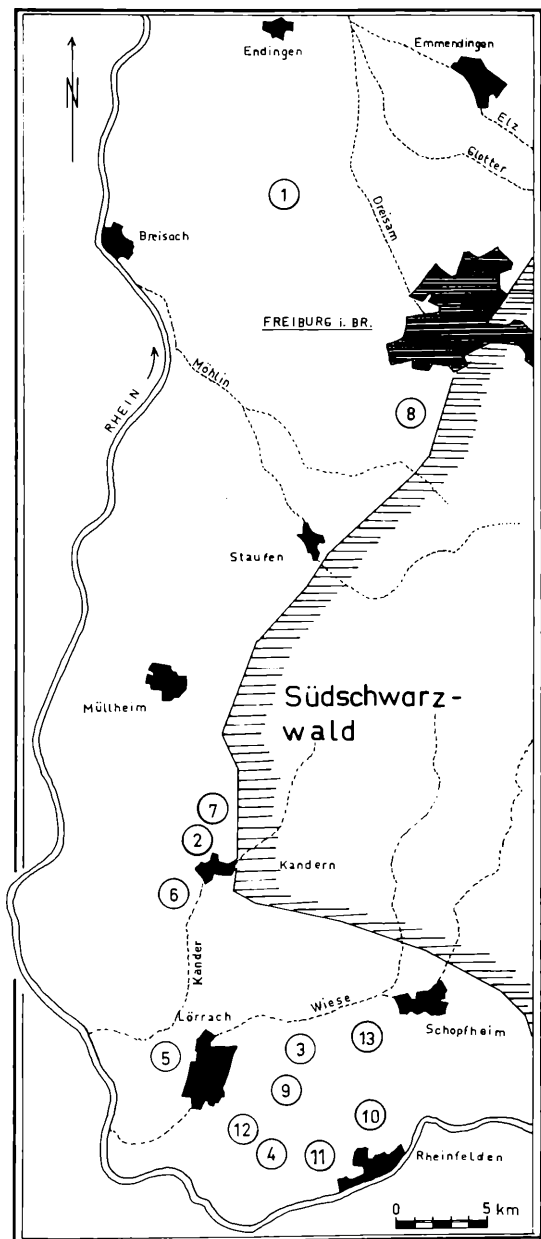 Endingen
Emmendingen
N
Elz
Glotter
1
Dreisam
Breisach
FREIBURG i. BR.
RHEIN
Möhlin
8
Staufen
Müllheim
Südschwarz-
wald
7
2
Kandern
6
Kander
Wiese
Lörrach
Schopfheim
3
13
5
9
10
12
4
11
Rheinfelden
0 5 km